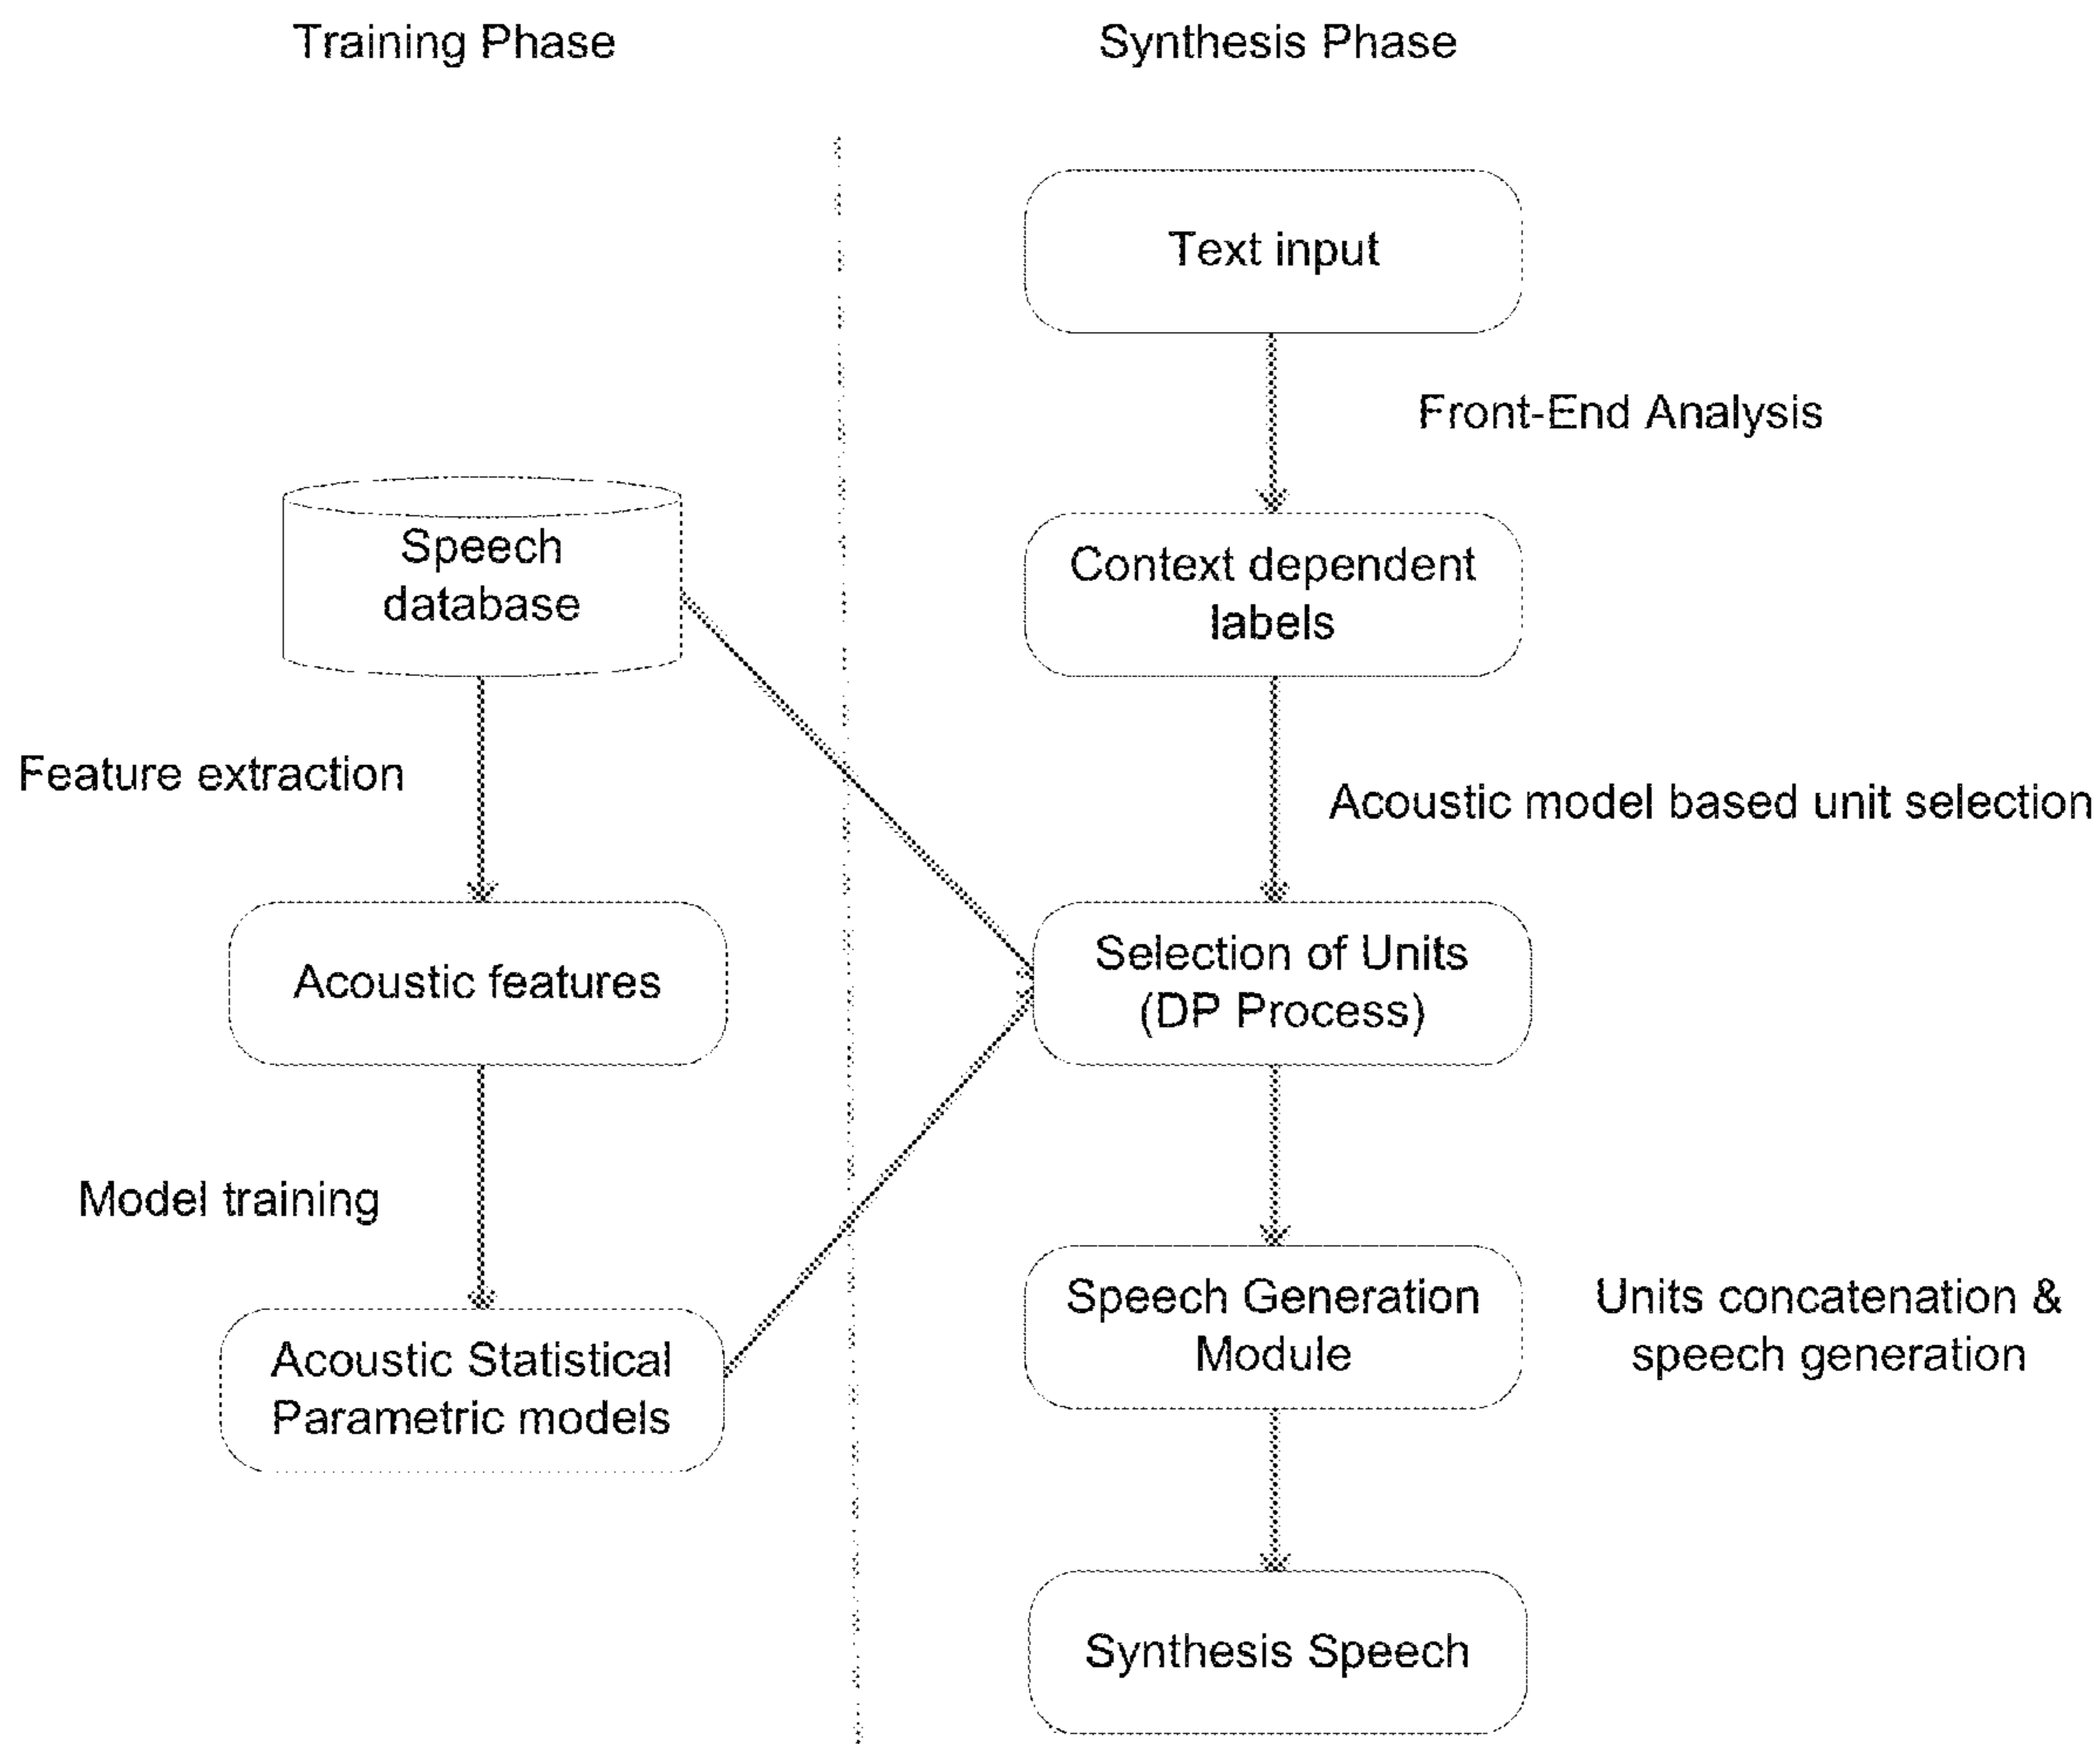 Training Phase
Synthesis Phase
Text input
Front-End Analysis
Speech
database
Context dependent
labels
Feature extraction
Acoustic model based unit selection
Acoustic features
Selection of Units
(DP Process)
Model training
Speech Generation
Module
Units concatenation &
speech generation
Acoustic Statistical
Parametric models
Synthesis Speech